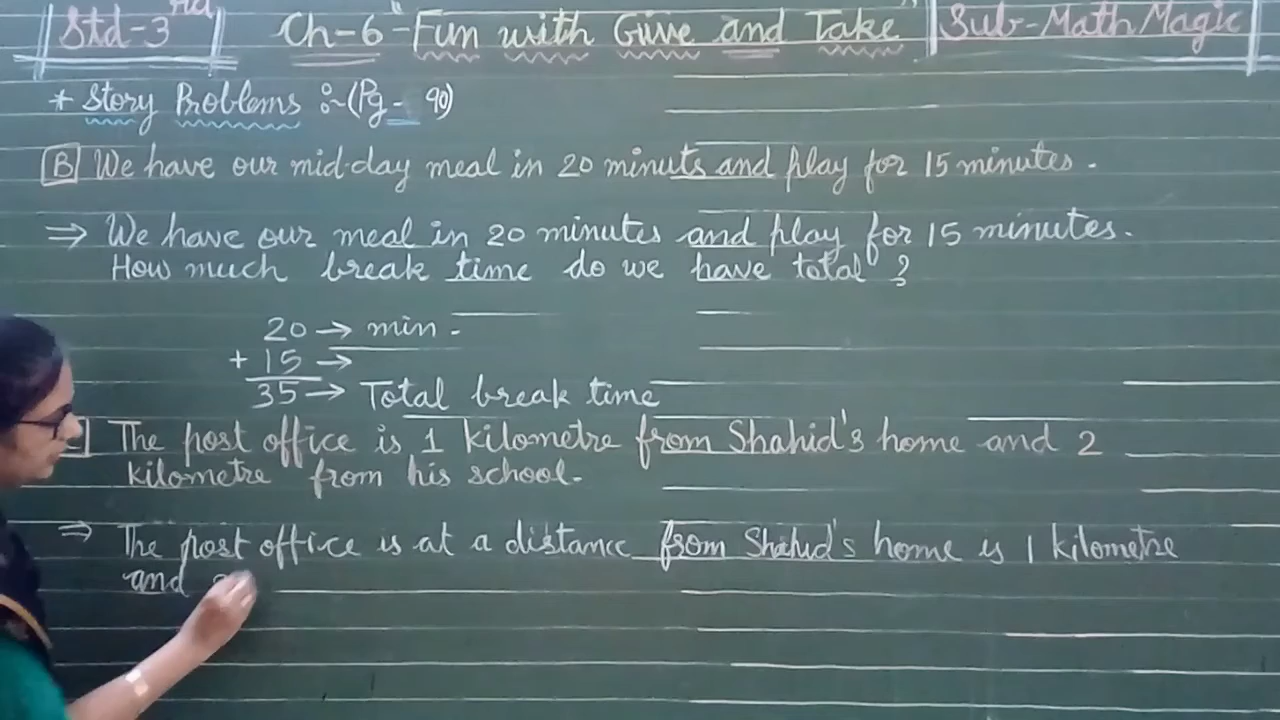 Std-3rd Ch-6 "Fun with Give and Take" Sub-Math Magic
* Story Problems :~ (Pg- 90)
B We have our mid-day meal in 20 minuts and play for 15 minutes.
⇒ We have our meal in 20 minutes and play for 15 minutes.
How much break time do we have total ?
20 → min.
+ 15 →
35 → Total break time
The post office is 1 kilometre from Shahid's home and 2
kilometre from his school.
⇒ The post office is at a distance from Shahid's home is 1 kilometre
and